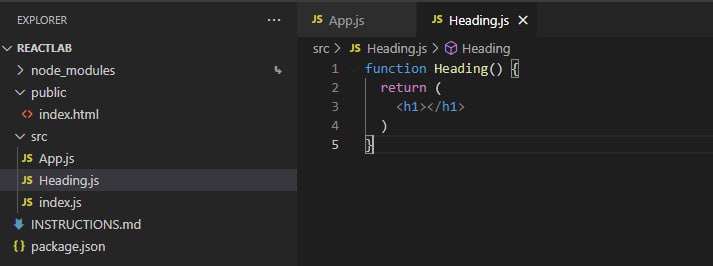 EXPLORER
REACTLAB
node_modules
public
index.html
src
JS App.js
JS Heading.js
JS index.js
INSTRUCTIONS.md
{} package.json
JS App.js JS Heading.js
src > JS Heading.js > Heading
1 function Heading() {
2 return (
3 <h1></h1>
4 )
5 }